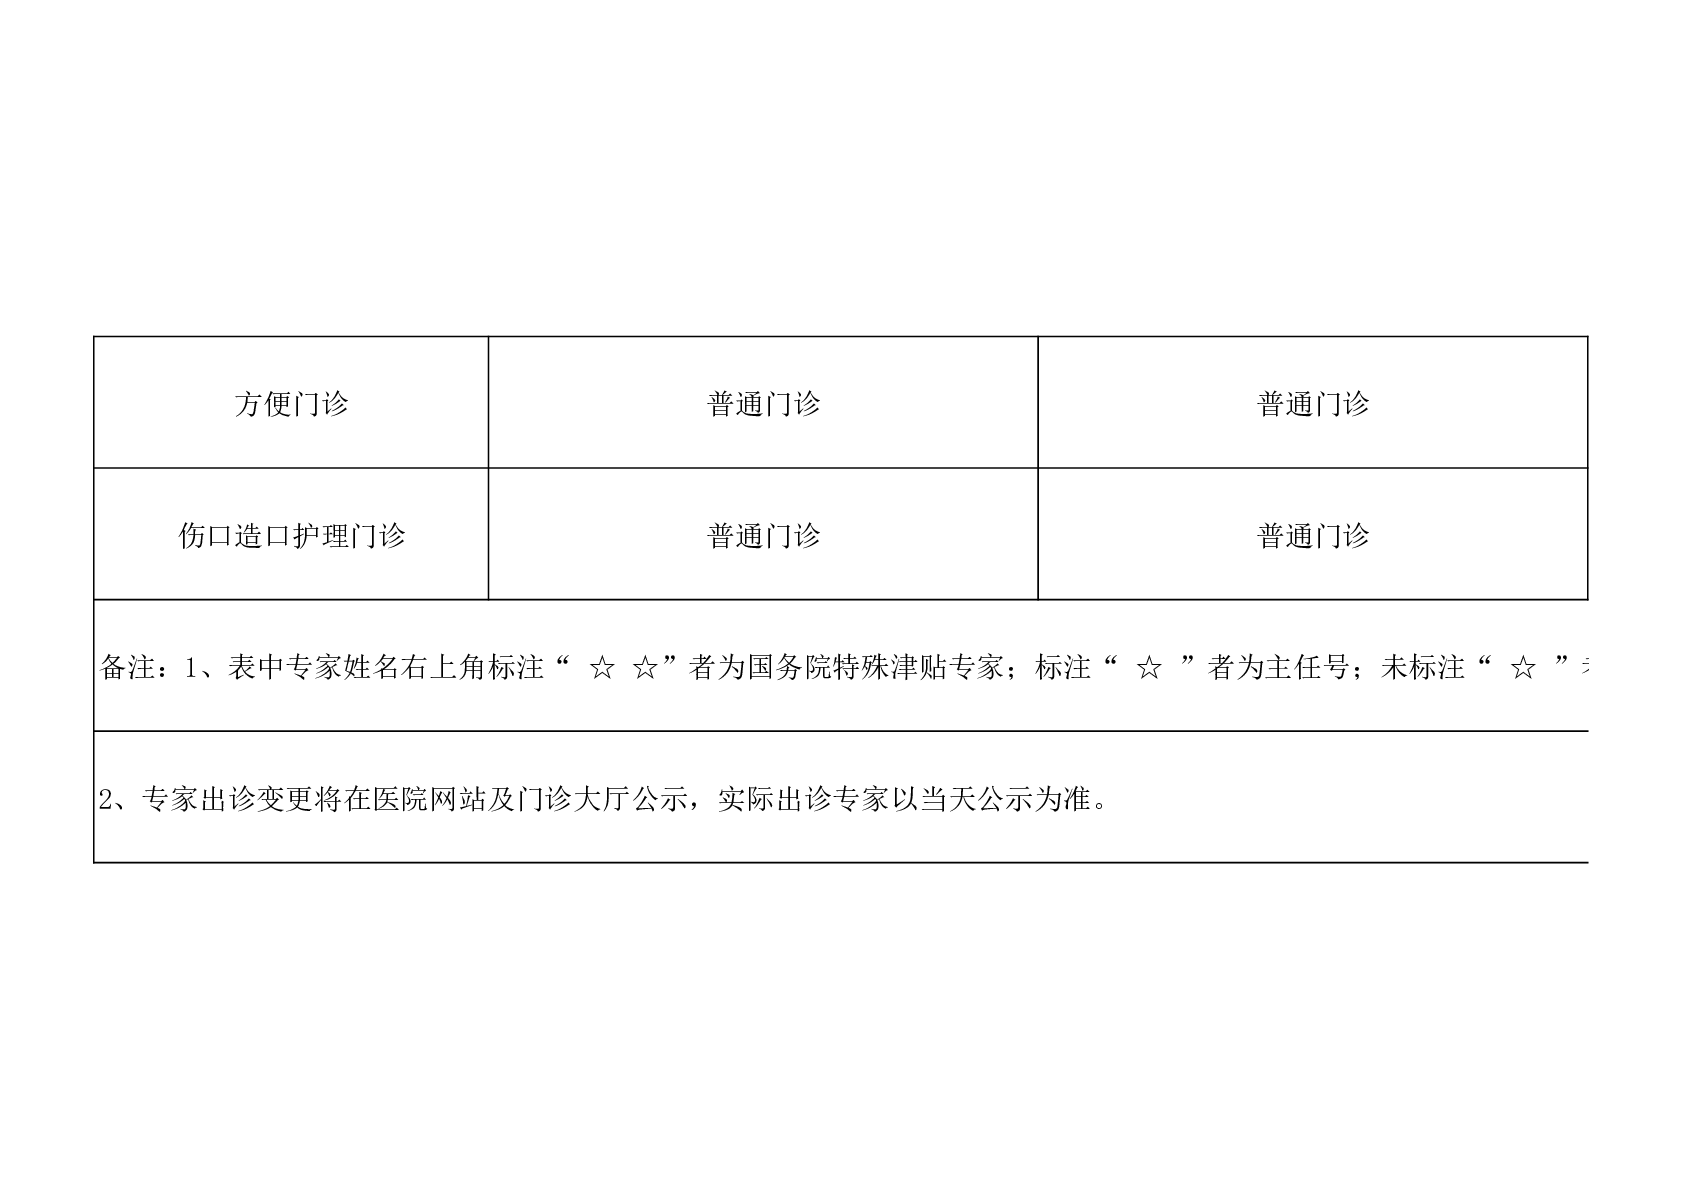 方便门诊 普通门诊 普通门诊
伤口造口护理门诊 普通门诊 普通门诊
备注：1、表中专家姓名右上角标注“ ☆ ☆”者为国务院特殊津贴专家；标注“ ☆ ”者为主任号；未标注“ ☆ ”
2、专家出诊变更将在医院网站及门诊大厅公示，实际出诊专家以当天公示为准。